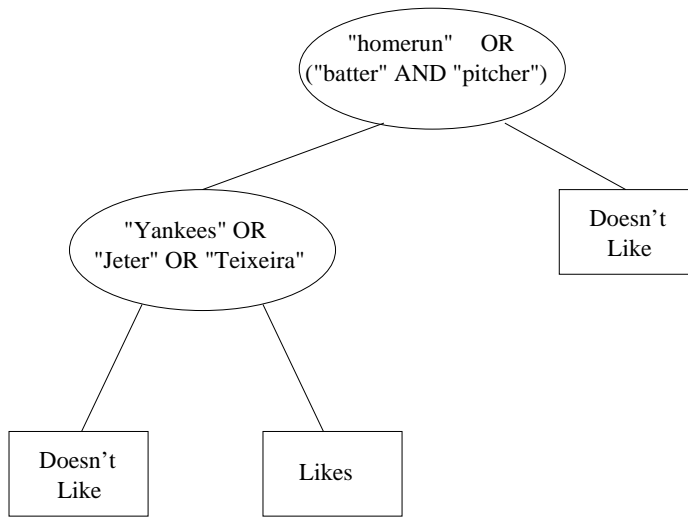 "homerun" OR
("batter" AND "pitcher")
"Yankees" OR
"Jeter" OR "Teixeira"
Doesn't
Like
Doesn't
Like
Likes